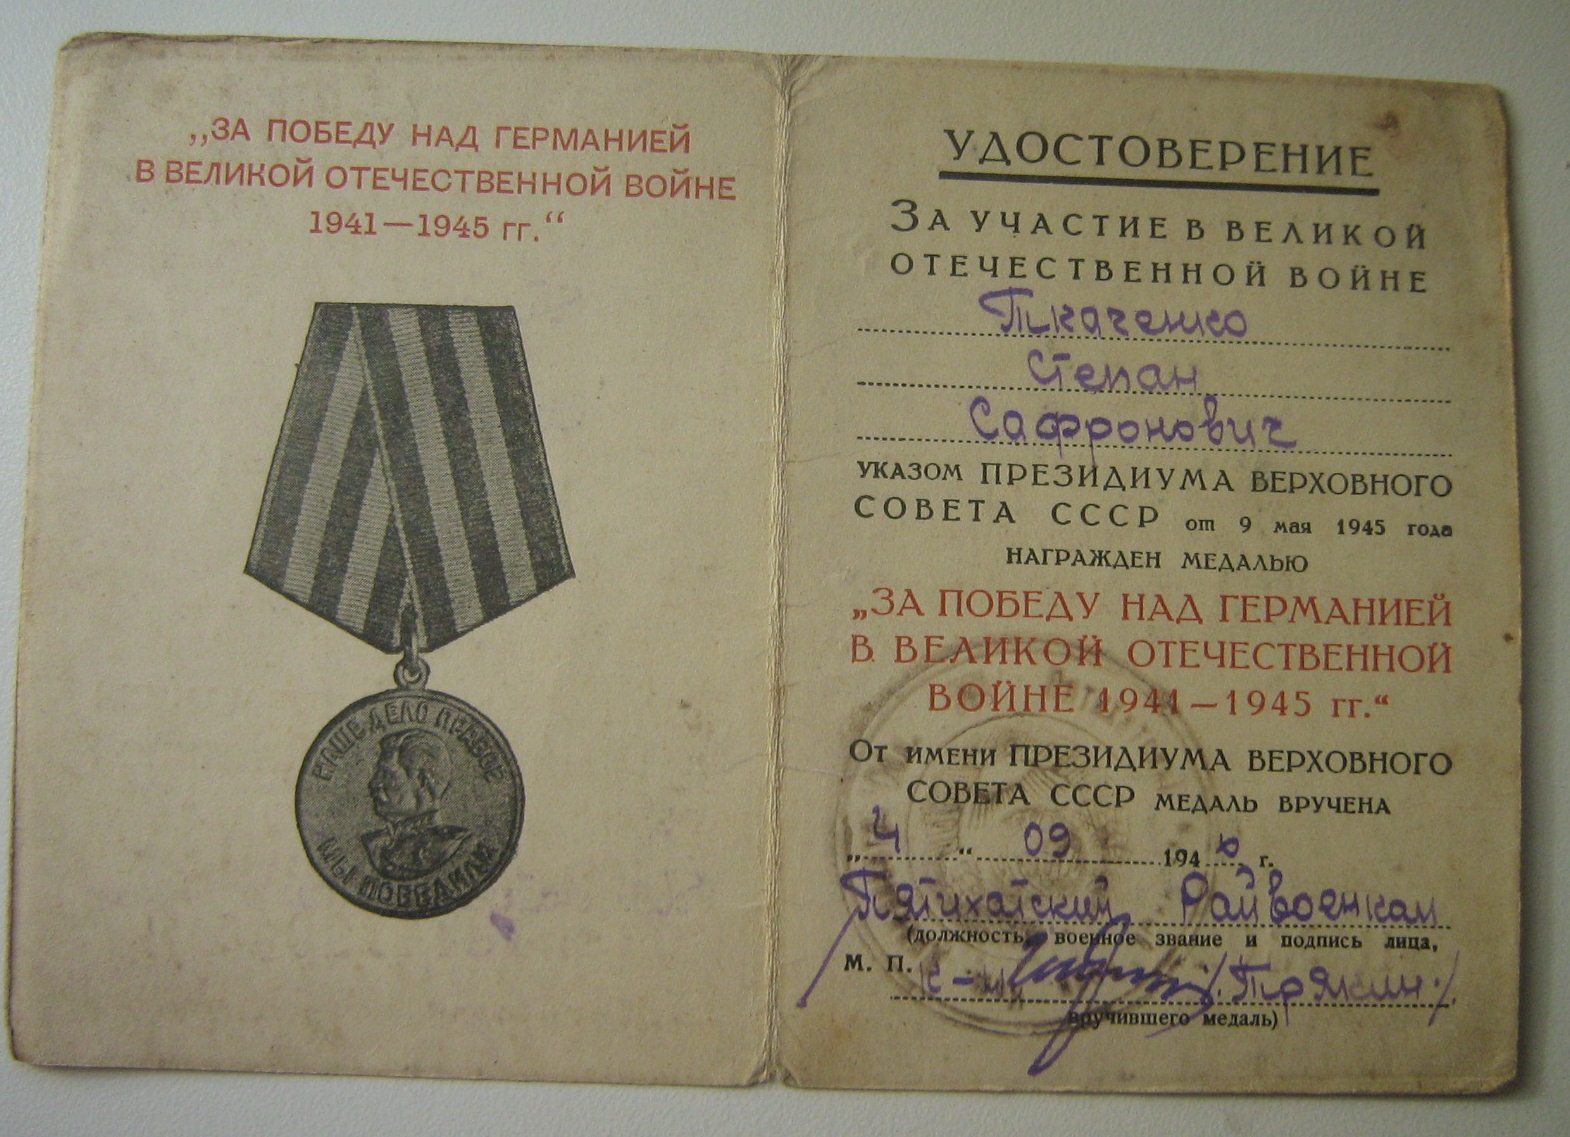 „ЗА ПОБЕДУ НАД ГЕРМАНИЕЙ
В ВЕЛИКОЙ ОТЕЧЕСТВЕННОЙ ВОЙНЕ
1941—1945 гг.“
НАШЕ ДЕЛО ПРАВОЕ
МЫ ПОБЕДИЛИ
УДОСТОВЕРЕНИЕ
ЗА УЧАСТИЕ В ВЕЛИКОЙ
ОТЕЧЕСТВЕННОЙ ВОЙНЕ
Ткаченко
Степан
Сафронович
УКАЗОМ ПРЕЗИДИУМА ВЕРХОВНОГО
СОВЕТА СССР от 9 мая 1945 года
НАГРАЖДЕН МЕДАЛЬЮ
„ЗА ПОБЕДУ НАД ГЕРМАНИЕЙ
В ВЕЛИКОЙ ОТЕЧЕСТВЕННОЙ
ВОЙНЕ 1941—1945 гг.“
ОТ ИМЕНИ ПРЕЗИДИУМА ВЕРХОВНОГО
СОВЕТА СССР МЕДАЛЬ ВРУЧЕНА
„4“ 09 194 г.
Пятихатский Райвоенком
(должность, военное звание и подпись лица,
М. П.
вручившего медаль)